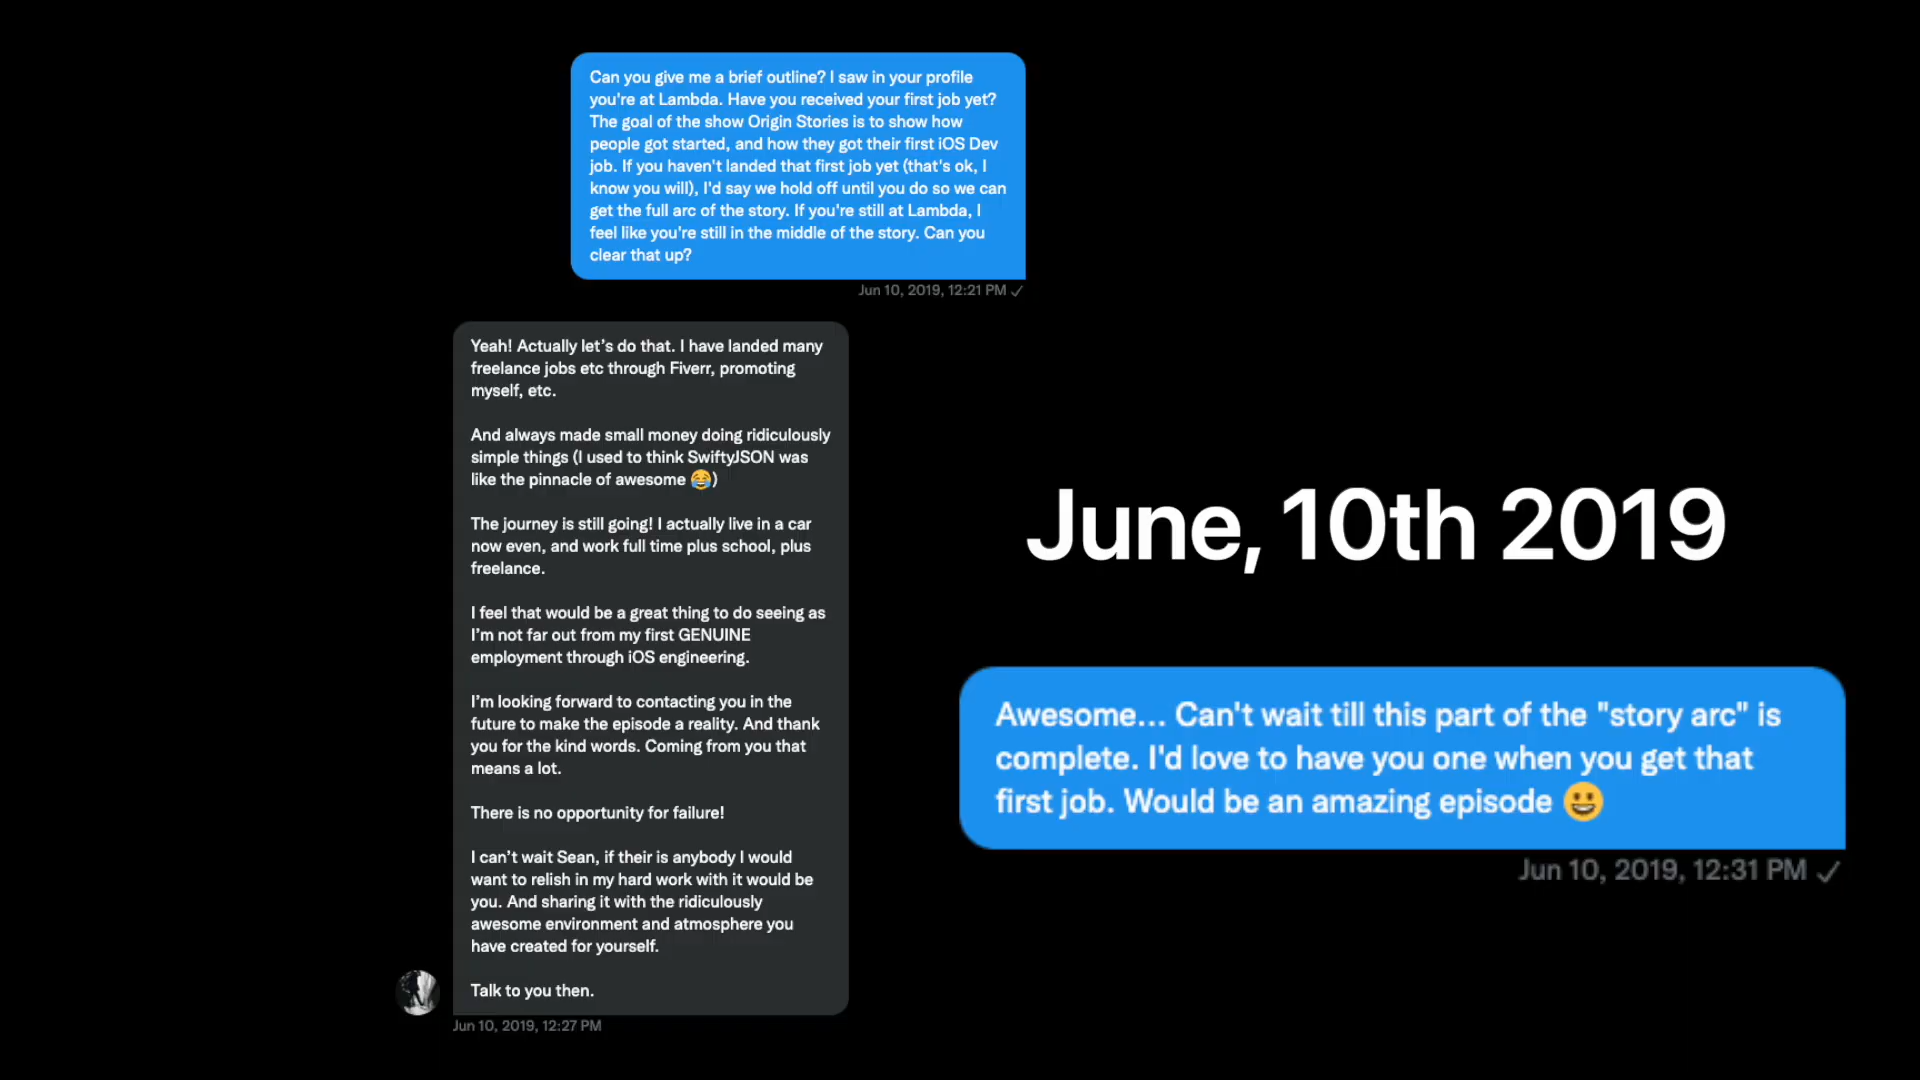 Can you give me a brief outline? I saw in your profile
you're at Lambda. Have you received your first job yet?
The goal of the show Origin Stories is to show how
people got started, and how they got their first iOS Dev
job. If you haven't landed that first job yet (that's ok, I
know you will), I'd say we hold off until you do so we can
get the full arc of the story. If you're still at Lambda, I
feel like you're still in the middle of the story. Can you
clear that up?
Jun 10, 2019, 12:21 PM ✓
Yeah! Actually let’s do that. I have landed many
freelance jobs etc through Fiverr, promoting
myself, etc.
And always made small money doing ridiculously
simple things (I used to think SwiftyJSON was
like the pinnacle of awesome 😂)
The journey is still going! I actually live in a car
now even, and work full time plus school, plus
freelance.
I feel that would be a great thing to do seeing as
I’m not far out from my first GENUINE
employment through iOS engineering.
I’m looking forward to contacting you in the
future to make the episode a reality. And thank
you for the kind words. Coming from you that
means a lot.
There is no opportunity for failure!
I can’t wait Sean, if their is anybody I would
want to relish in my hard work with it would be
you. And sharing it with the ridiculously
awesome environment and atmosphere you
have created for yourself.
Talk to you then.
Jun 10, 2019, 12:27 PM
June, 10th 2019
Awesome... Can't wait till this part of the "story arc" is
complete. I'd love to have you one when you get that
first job. Would be an amazing episode 😀
Jun 10, 2019, 12:31 PM ✓